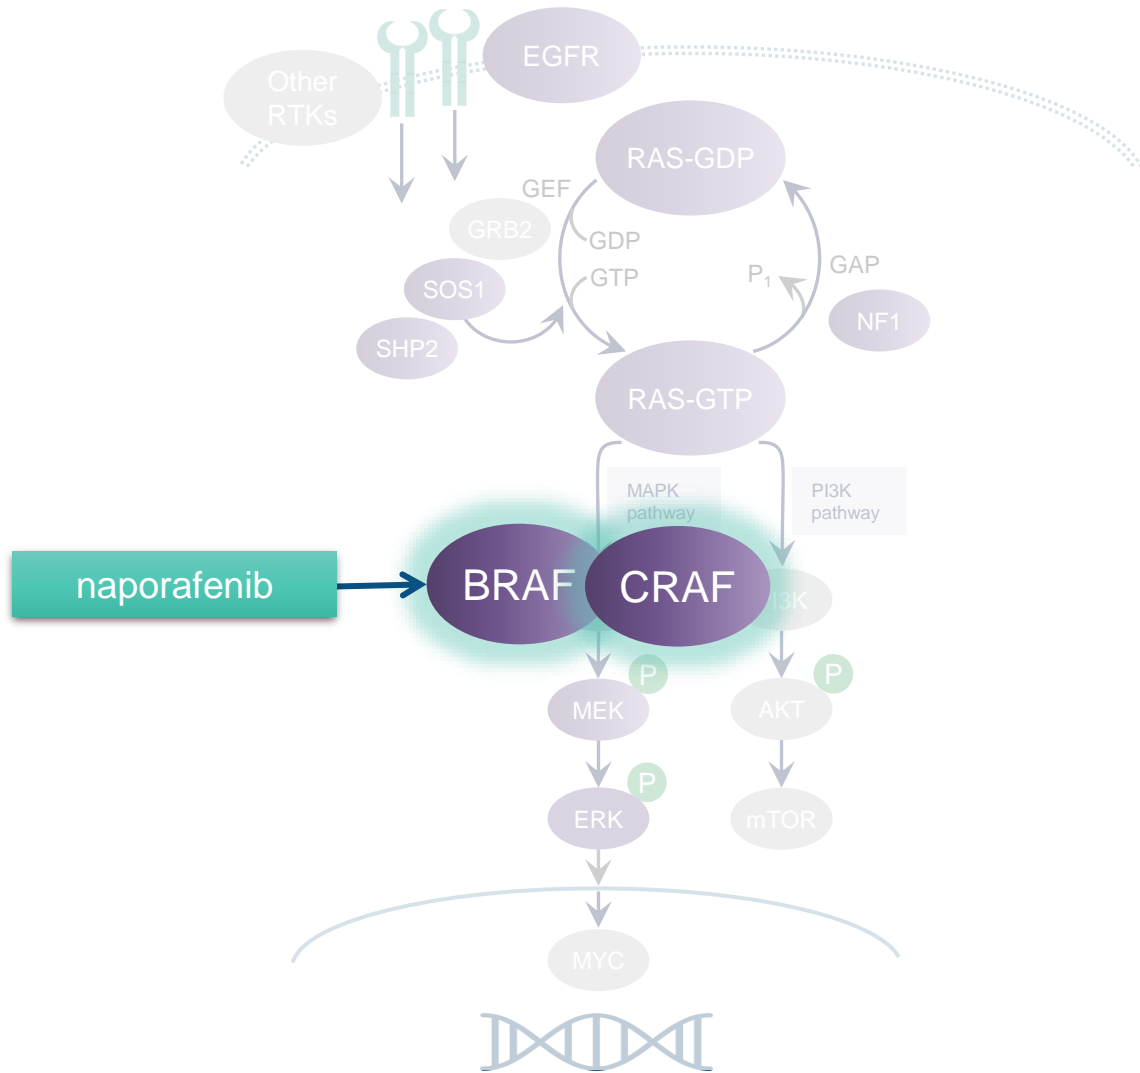 EGFR
Other
RTKs
RAS-GDP
GEF
GRB2
GDP
GTP
P1
GAP
SOS1
NF1
SHP2
RAS-GTP
MAPK
pathway
PI3K
pathway
naporafenib
BRAF
CRAF
I3K
P
P
MEK
AKT
P
ERK
mTOR
MYC